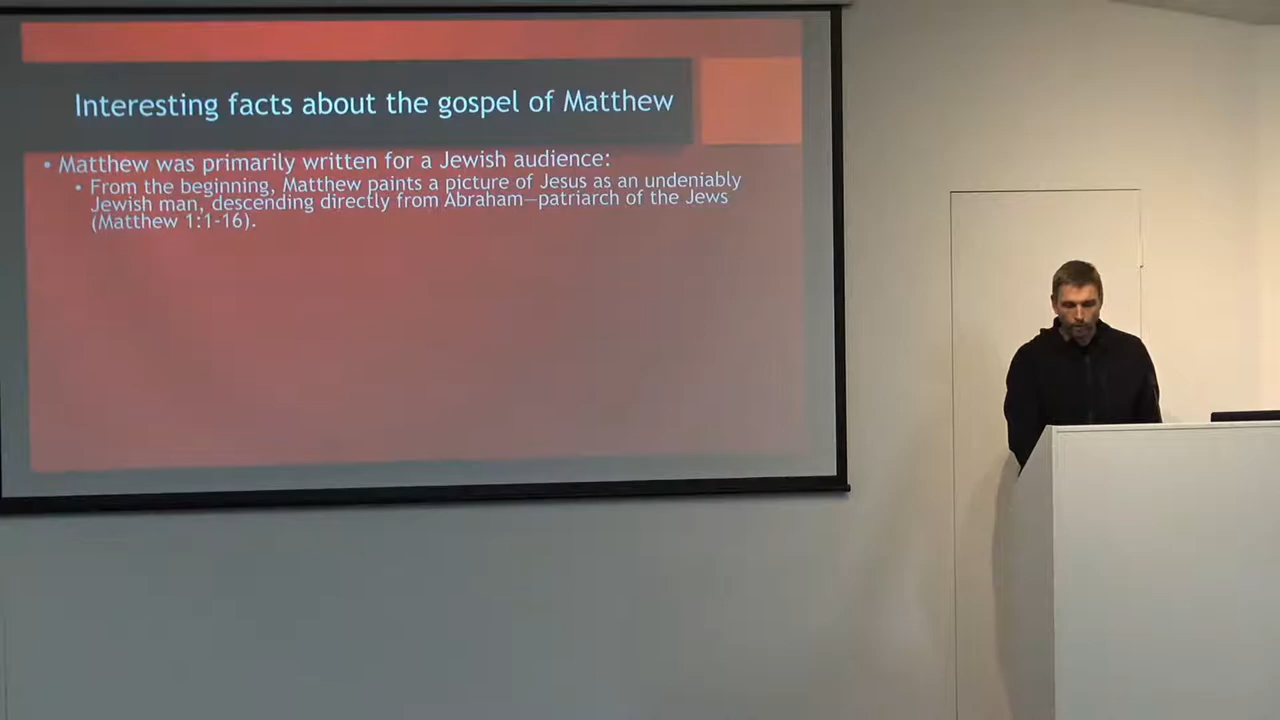 Interesting facts about the gospel of Matthew
• Matthew was primarily written for a Jewish audience:
• From the beginning, Matthew paints a picture of Jesus as an undeniably
Jewish man, descending directly from Abraham—patriarch of the Jews
(Matthew 1:1-16).